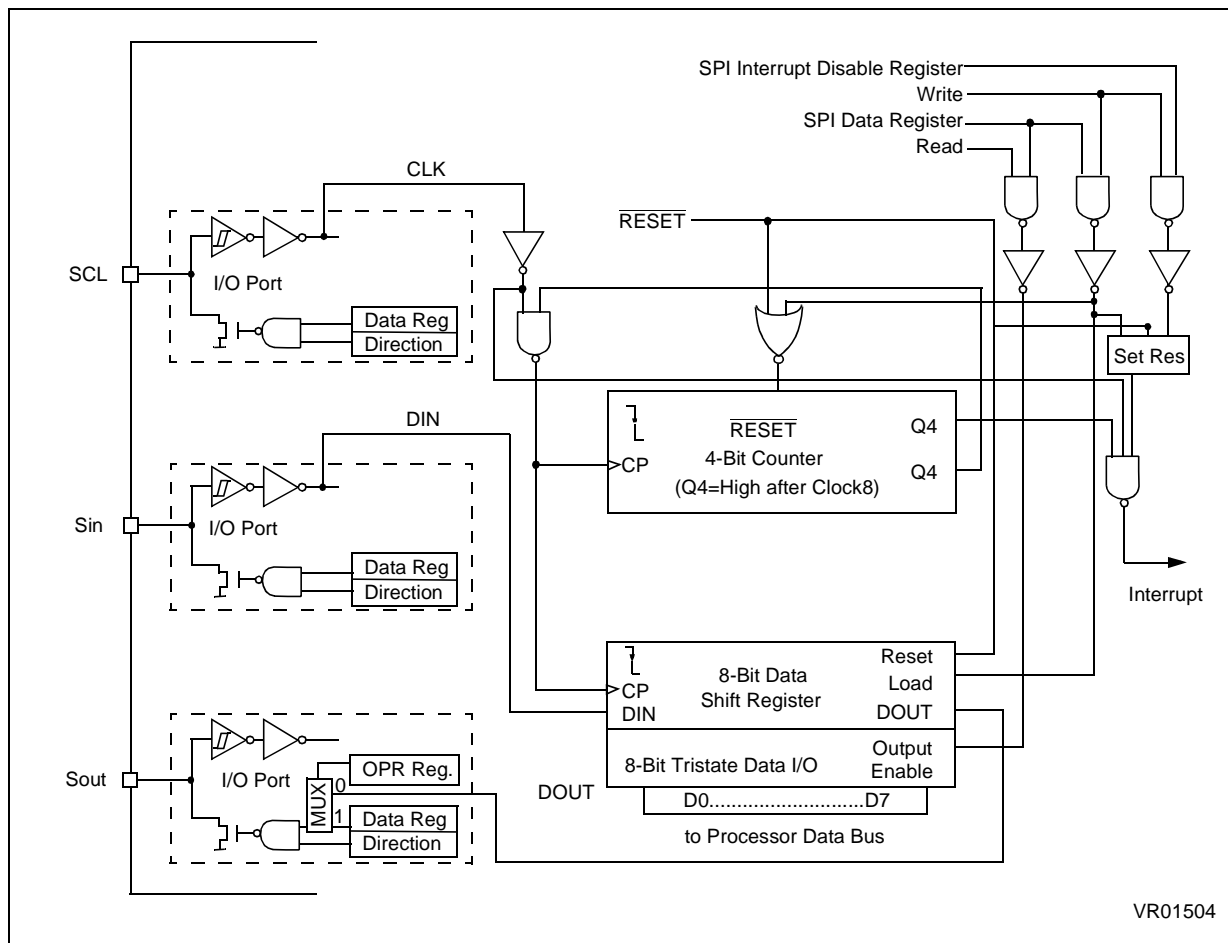 SPI Interrupt Disable Register
Write
SPI Data Register
Read
CLK
RESET
SCL
I/O Port
Data Reg
Direction
Set Res
DIN
RESET
4-Bit Counter
(Q4=High after Clock8)
CP
Q4
Q4
Sin
I/O Port
Data Reg
Direction
Interrupt
8-Bit Data
Shift Register
CP
DIN
Reset
Load
DOUT
8-Bit Tristate Data I/O
Output
Enable
Sout
I/O Port
OPR Reg.
MUX
0
1
Data Reg
Direction
DOUT
D0............................D7
to Processor Data Bus
VR01504